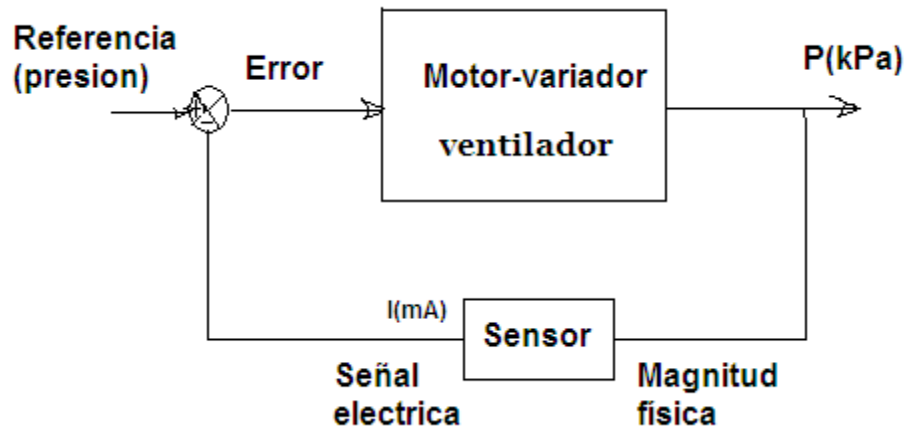 Referencia
(presion)
Error
Motor-variador
ventilador
P(kPa)
+
-
I(mA)
Sensor
Señal
electrica
Magnitud
física